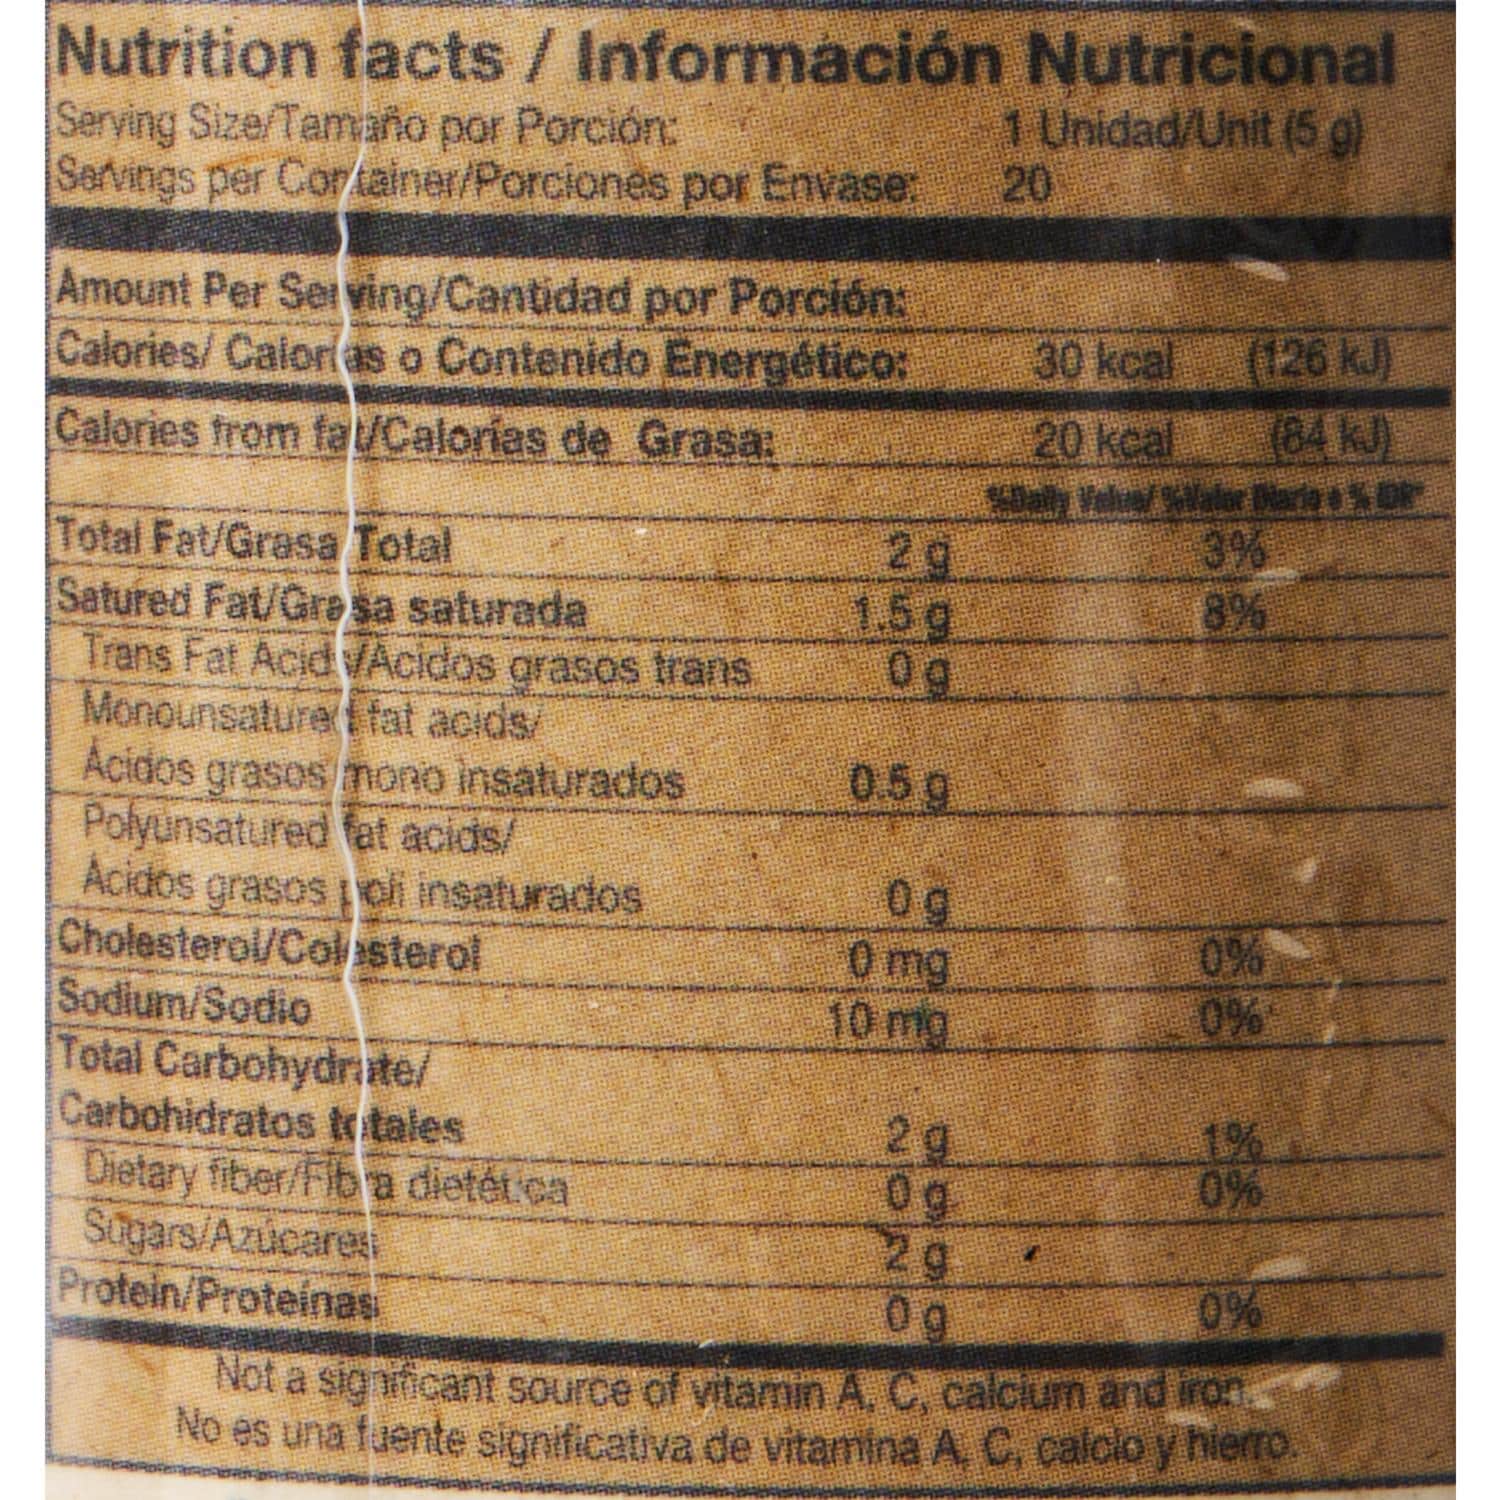 Nutrition facts / Información Nutricional
Serving Size/Tamaño por Porción: 1 Unidad/Unit (5 g)
Servings per Container/Porciones por Envase: 20
Amount Per Serving/Cantidad por Porción:
Calories/ Calorías o Contenido Energético: 30 kcal (126 kJ)
Calories from fat/Calorías de Grasa: 20 kcal (84 kJ)
%Daily Value/ %Valor Diario o % IDR*
Total Fat/Grasa Total 2 g 3%
Satured Fat/Grasa saturada 1.5 g 8%
Trans Fat Acids/Ácidos grasos trans 0 g
Monounsatured fat acids/
Ácidos grasos mono insaturados 0.5 g
Polyunsatured fat acids/
Ácidos grasos poli insaturados 0 g
Cholesterol/Colesterol 0 mg 0%
Sodium/Sodio 10 mg 0%
Total Carbohydrate/
Carbohidratos totales 2 g 1%
Dietary fiber/Fibra dietética 0 g 0%
Sugars/Azúcares 2 g
Protein/Proteínas 0 g 0%
Not a significant source of vitamin A, C, calcium and iron.
No es una fuente significativa de vitamina A, C, calcio y hierro.